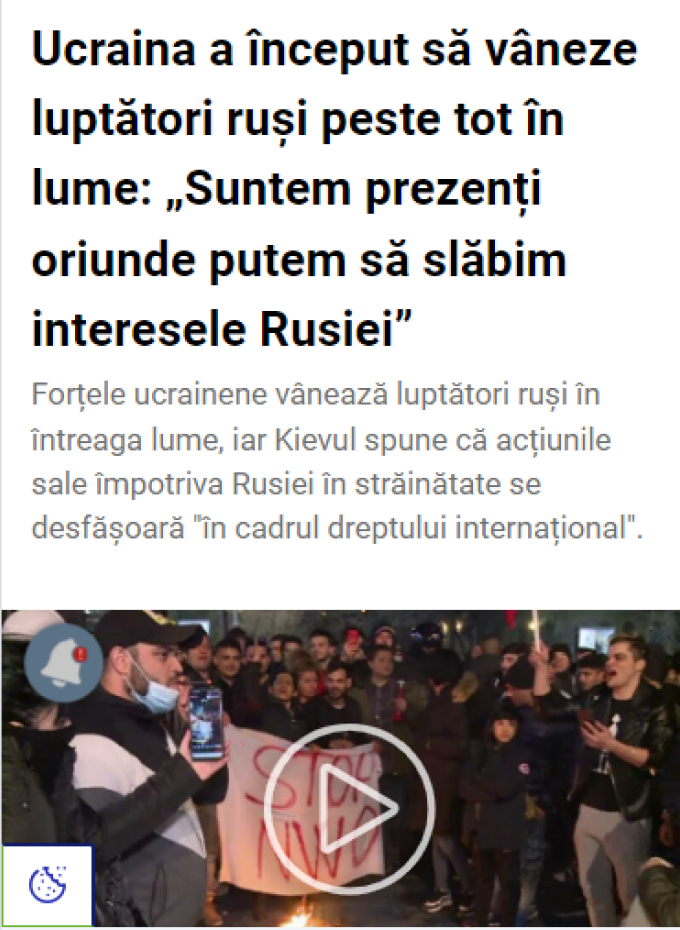 Ucraina a început să vâneze
luptători ruși peste tot în
lume: „Suntem prezenți
oriunde putem să slăbim
interesele Rusiei”
Forțele ucrainene vânează luptători ruși în
întreaga lume, iar Kievul spune că acțiunile
sale împotriva Rusiei în străinătate se
desfășoară "în cadrul dreptului internațional".
STOP
NWO